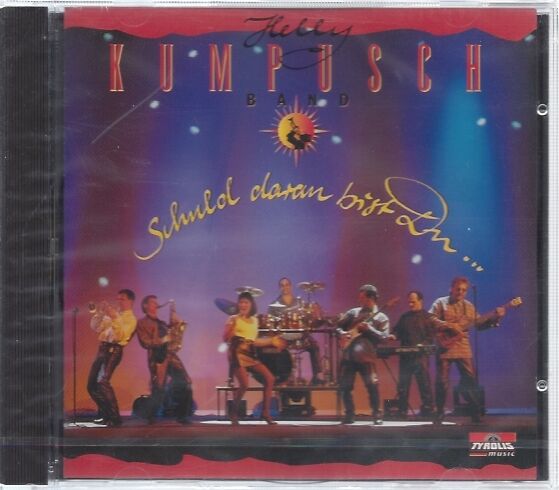 Helly
KUMPUSCH
BAND
Schuld daran bist Du...
TYROLIS
music